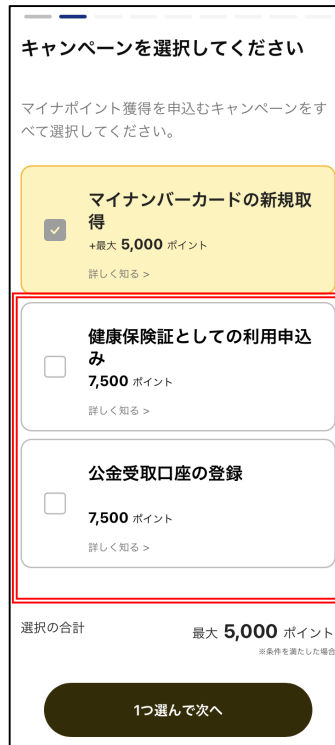 キャンペーンを選択してください
マイナポイント獲得を申込むキャンペーンをす
べて選択してください。
マイナンバーカードの新規取
得
+最大 5,000 ポイント
詳しく知る >
健康保険証としての利用申込
み
7,500 ポイント
詳しく知る >
公金受取口座の登録
7,500 ポイント
詳しく知る >
選択の合計
最大 5,000 ポイント
※条件を満たした場合
1つ選んで次へ